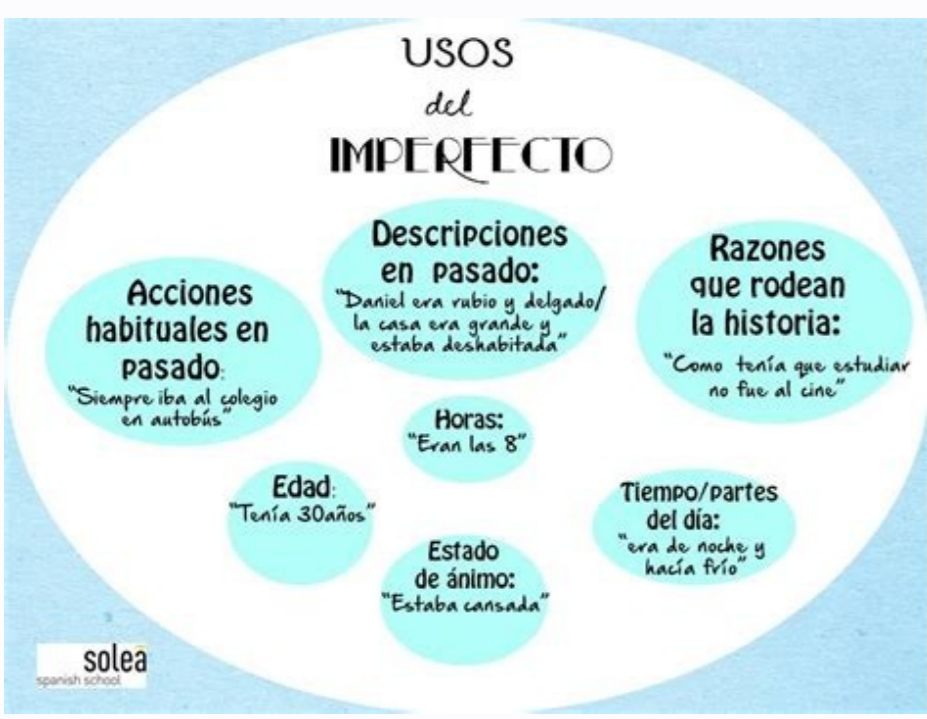 USOS
del
IMPERFECTO
Descripciones
en pasado:
"Daniel era rubio y delgado/
la casa era grande y
estaba deshabitada"
Acciones
habituales en
pasado:
"Siempre iba al colegio
en autobús"
Razones
que rodean
la historia:
"Como tenía que estudiar
no fue al cine"
Horas:
"Eran las 8"
Edad:
"Tenía 30años"
Tiempo/partes
del día:
"era de noche y
hacía frío"
Estado
de ánimo:
"Estaba cansada"
soleá
spanish school